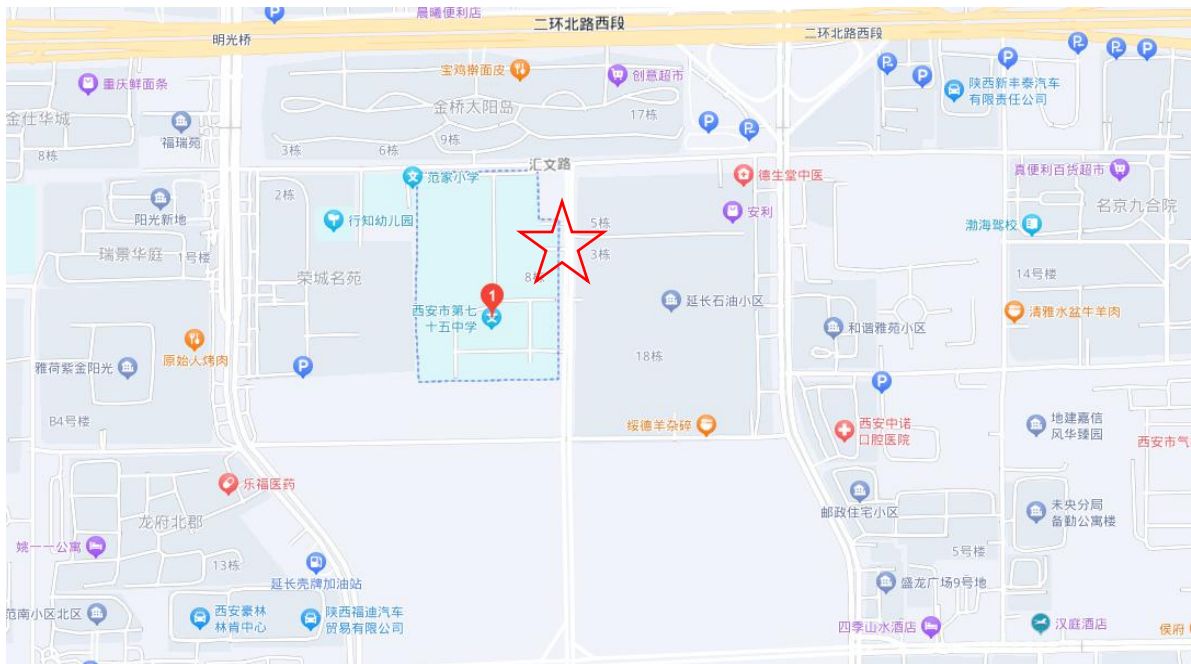 晨曦便利店
二环北路西段
二环北路西段
明光桥
宝鸡擀面皮
创意超市
重庆鲜面条
陕西新丰泰汽车
有限责任公司
金桥太阳岛
17栋
金仕华城
福瑞苑
9栋
8栋
3栋
6栋
汇文路
范家小学
德生堂中医
真便利百货超市
2栋
阳光新地
行知幼儿园
5栋
安利
渤海驾校
名京九合院
瑞景华庭
1号楼
荣城名苑
8栋
3栋
14号楼
1
西安市第七
十五中学
延长石油小区
和谐雅苑小区
清雅水盆牛羊肉
原始人烤肉
雅荷紫金阳光
18栋
B4号楼
绥德羊杂碎
西安中诺
口腔医院
地建嘉信
风华臻园
西安市气
乐福医药
龙府北郡
邮政住宅小区
未央分局
备勤公寓楼
姚一一公寓
13栋
5号楼
延长壳牌加油站
盛龙广场9号地
范南小区北区
西安豪林
林肯中心
陕西福迪汽车
贸易有限公司
四季山水酒店
汉庭酒店
侯府